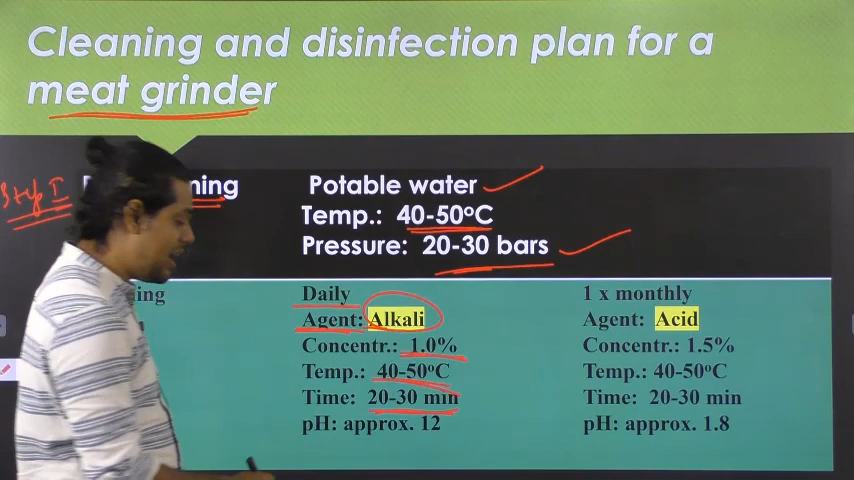 Cleaning and disinfection plan for a
meat grinder
Step I
Potable water
Temp.: 40-50°C
Pressure: 20-30 bars
Daily
1 x monthly
Agent: Alkali
Agent: Acid
Concentr.: 1.0%
Concentr.: 1.5%
Temp.: 40-50°C
Temp.: 40-50°C
Time: 20-30 min
Time: 20-30 min
pH: approx. 12
pH: approx. 1.8